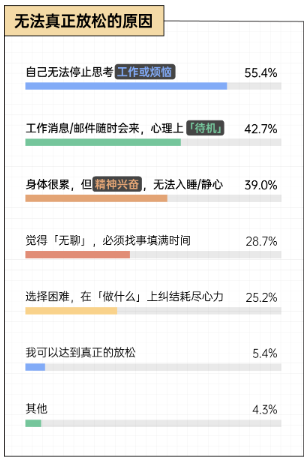 无法真正放松的原因
自己无法停止思考工作或烦恼 55.4%
工作消息/邮件随时会来，心理上「待机」 42.7%
身体很累，但精神兴奋，无法入睡/静心 39.0%
觉得「无聊」，必须找事填满时间 28.7%
选择困难，在「做什么」上纠结耗尽心力 25.2%
我可以达到真正的放松 5.4%
其他 4.3%